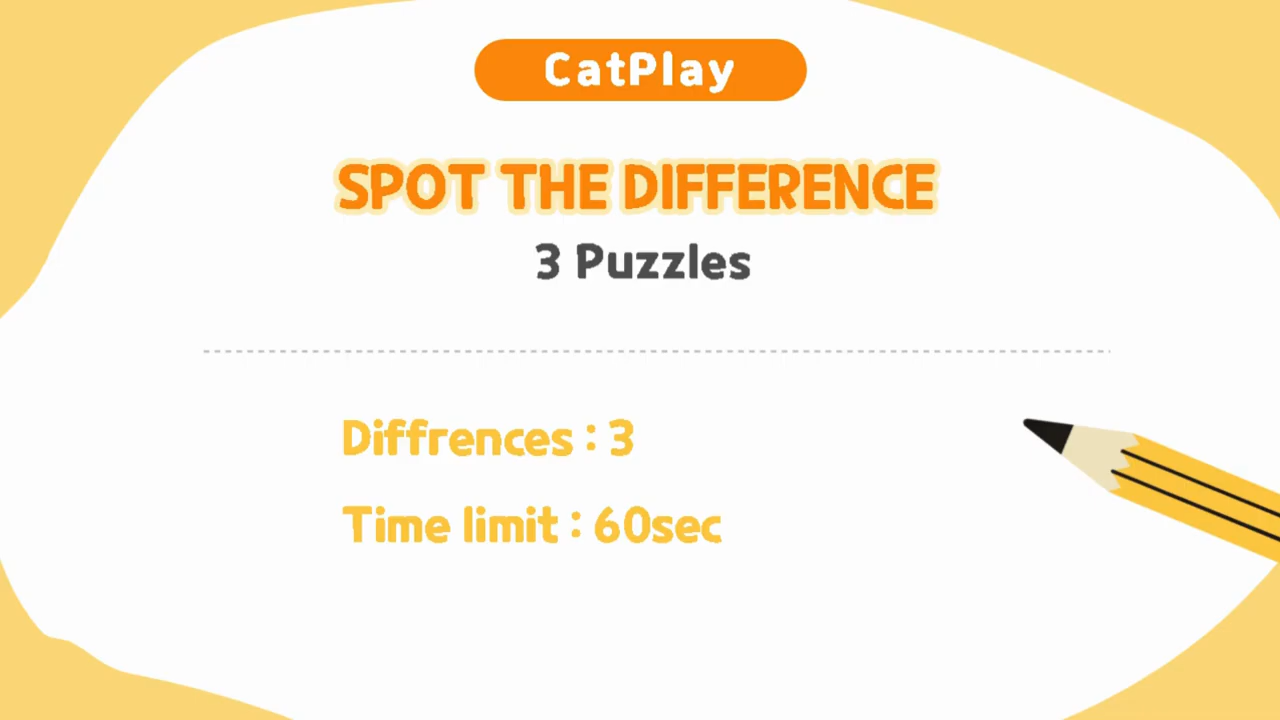 CatPlay
SPOT THE DIFFERENCE
3 Puzzles
Diffrences : 3
Time limit : 60sec